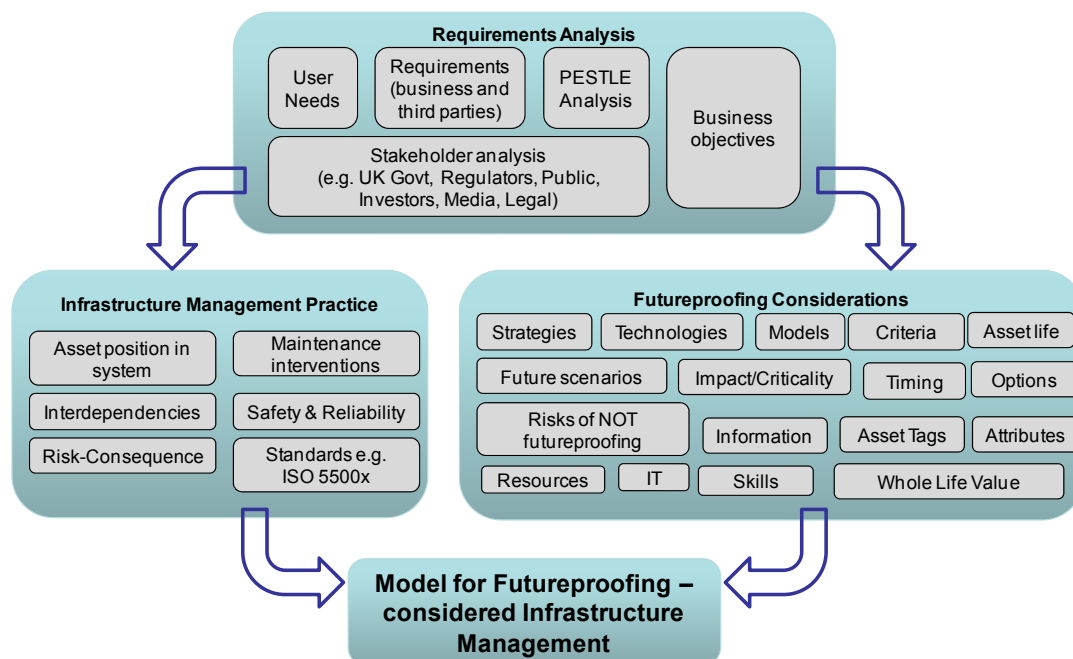 Requirements Analysis
User
Needs
Requirements
(business and
third parties)
PESTLE
Analysis
Business
objectives
Stakeholder analysis
(e.g. UK Govt, Regulators, Public,
Investors, Media, Legal)
Infrastructure Management Practice
Asset position in
system
Maintenance
interventions
Interdependencies
Safety & Reliability
Risk-Consequence
Standards e.g.
ISO 5500x
Futureproofing Considerations
Strategies
Technologies
Models
Criteria
Asset life
Future scenarios
Impact/Criticality
Timing
Options
Risks of NOT
futureproofing
Information
Asset Tags
Attributes
Resources
IT
Skills
Whole Life Value
Model for Futureproofing –
considered Infrastructure
Management